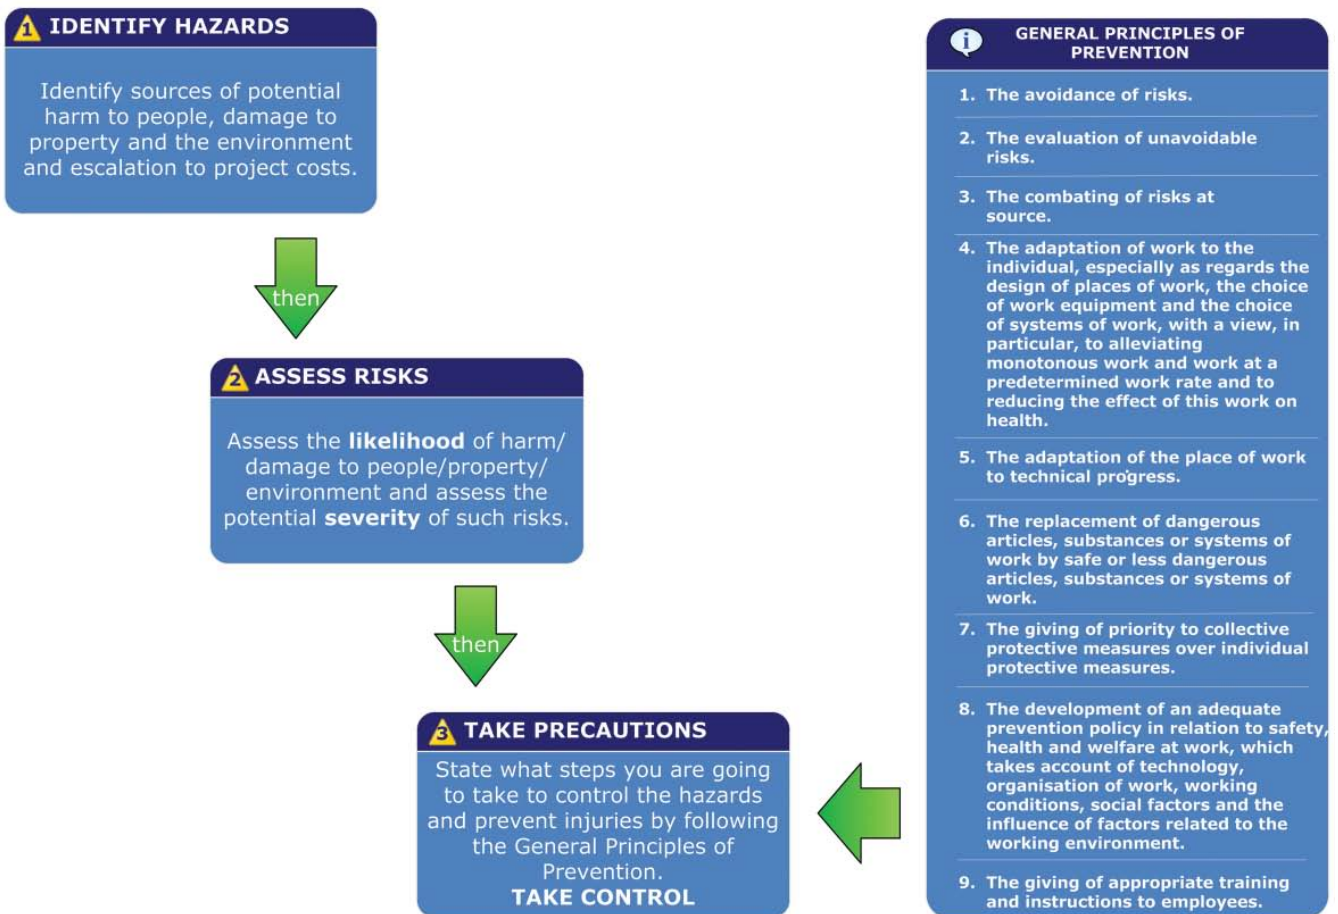 1 IDENTIFY HAZARDS
Identify sources of potential
harm to people, damage to
property and the environment
and escalation to project costs.
then
2 ASSESS RISKS
Assess the likelihood of harm/
damage to people/property/
environment and assess the
potential severity of such risks.
then
3 TAKE PRECAUTIONS
State what steps you are going
to take to control the hazards
and prevent injuries by following
the General Principles of
Prevention.
TAKE CONTROL
i
GENERAL PRINCIPLES OF
PREVENTION
1. The avoidance of risks.
2. The evaluation of unavoidable
risks.
3. The combating of risks at
source.
4. The adaptation of work to the
individual, especially as regards the
design of places of work, the choice
of work equipment and the choice
of systems of work, with a view, in
particular, to alleviating
monotonous work and work at a
predetermined work rate and to
reducing the effect of this work on
health.
5. The adaptation of the place of work
to technical progress.
6. The replacement of dangerous
articles, substances or systems of
work by safe or less dangerous
articles, substances or systems of
work.
7. The giving of priority to collective
protective measures over individual
protective measures.
8. The development of an adequate
prevention policy in relation to safety,
health and welfare at work, which
takes account of technology,
organisation of work, working
conditions, social factors and the
influence of factors related to the
working environment.
9. The giving of appropriate training
and instructions to employees.